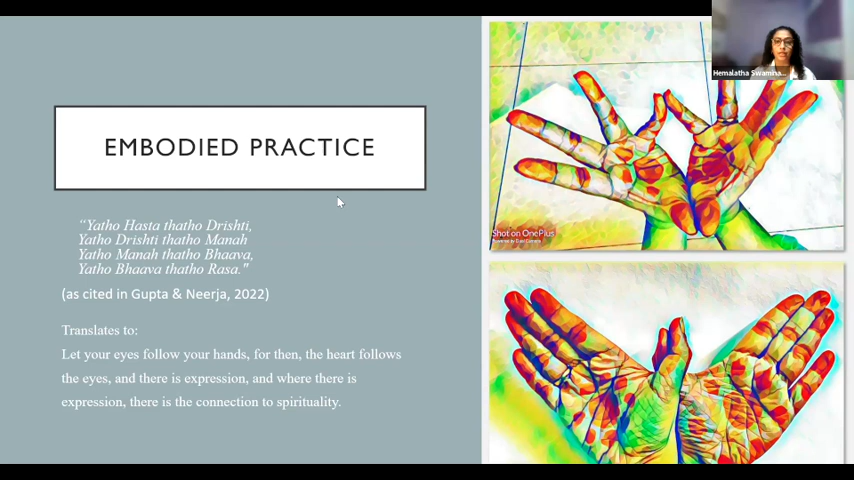 EMBODIED PRACTICE
“Yatho Hasta thatho Drishti,
Yatho Drishti thatho Manah
Yatho Manah thatho Bhaava,
Yatho Bhaava thatho Rasa."
(as cited in Gupta & Neerja, 2022)
Translates to:
Let your eyes follow your hands, for then, the heart follows
the eyes, and there is expression, and where there is
expression, there is the connection to spirituality.
Hemalatha Swamina...
Shot on OnePlus